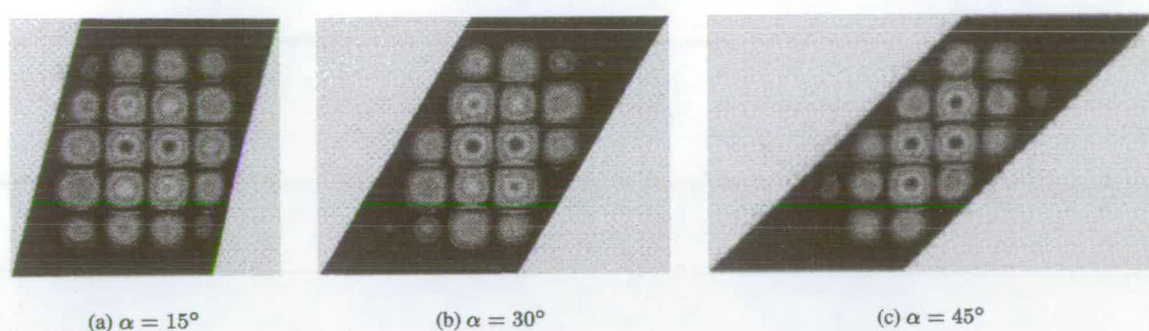 (a) α = 15°
(b) α = 30°
(c) α = 45°